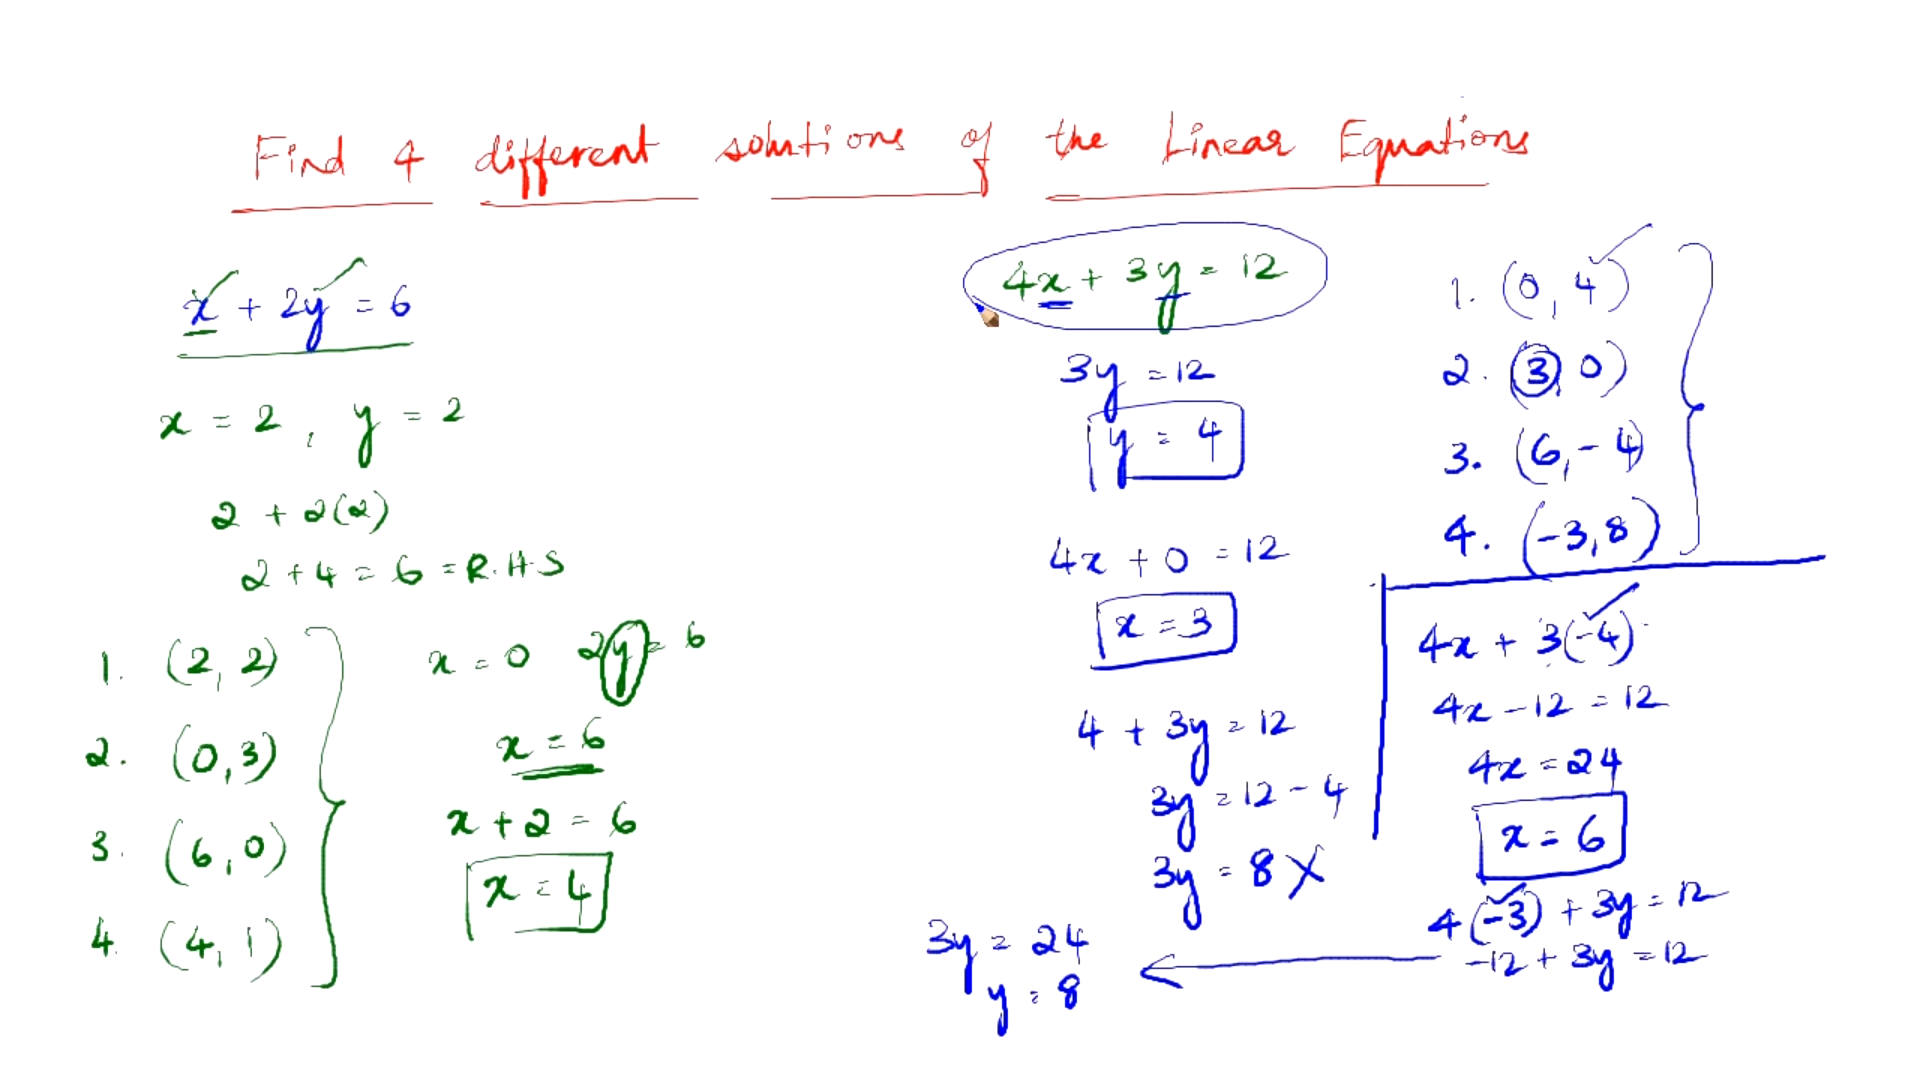 Find 4 different solutions of the Linear Equations
x + 2y = 6
x = 2 , y = 2
2 + 2(2)
2 + 4 = 6 = R.H.S
1. (2, 2)
2. (0,3)
3. (6,0)
4. (4,1)
x = 0 2y = 6
x = 6
x + 2 = 6
x = 4
4x + 3y = 12
3y = 12
y = 4
4x + 0 = 12
x = 3
4 + 3y = 12
3y = 12 - 4
3y = 8 X
1. (0, 4)
2. (3, 0)
3. (6, -4)
4. (-3,8)
4x + 3(-4)
4x - 12 = 12
4x = 24
x = 6
4(-3) + 3y = 12
-12 + 3y = 12
3y = 24
y = 8